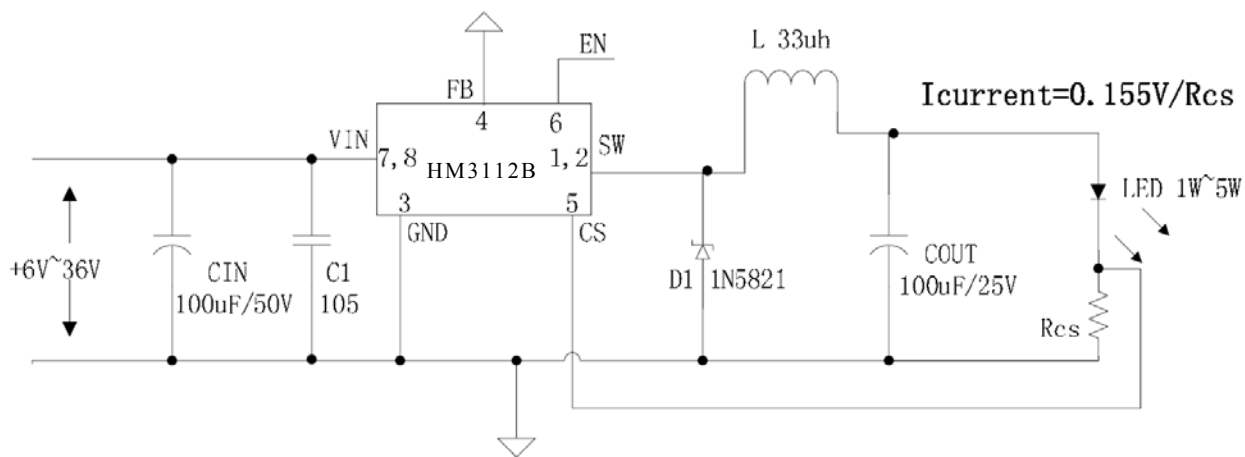 L 33uh
EN
FB
4
6
Icurrent=0.155V/Rcs
VIN
SW
7,8
HM3112B
1,2
3
5
GND
CS
LED 1W~5W
+6V~36V
CIN
100uF/50V
C1
105
D1
1N5821
COUT
100uF/25V
Rcs